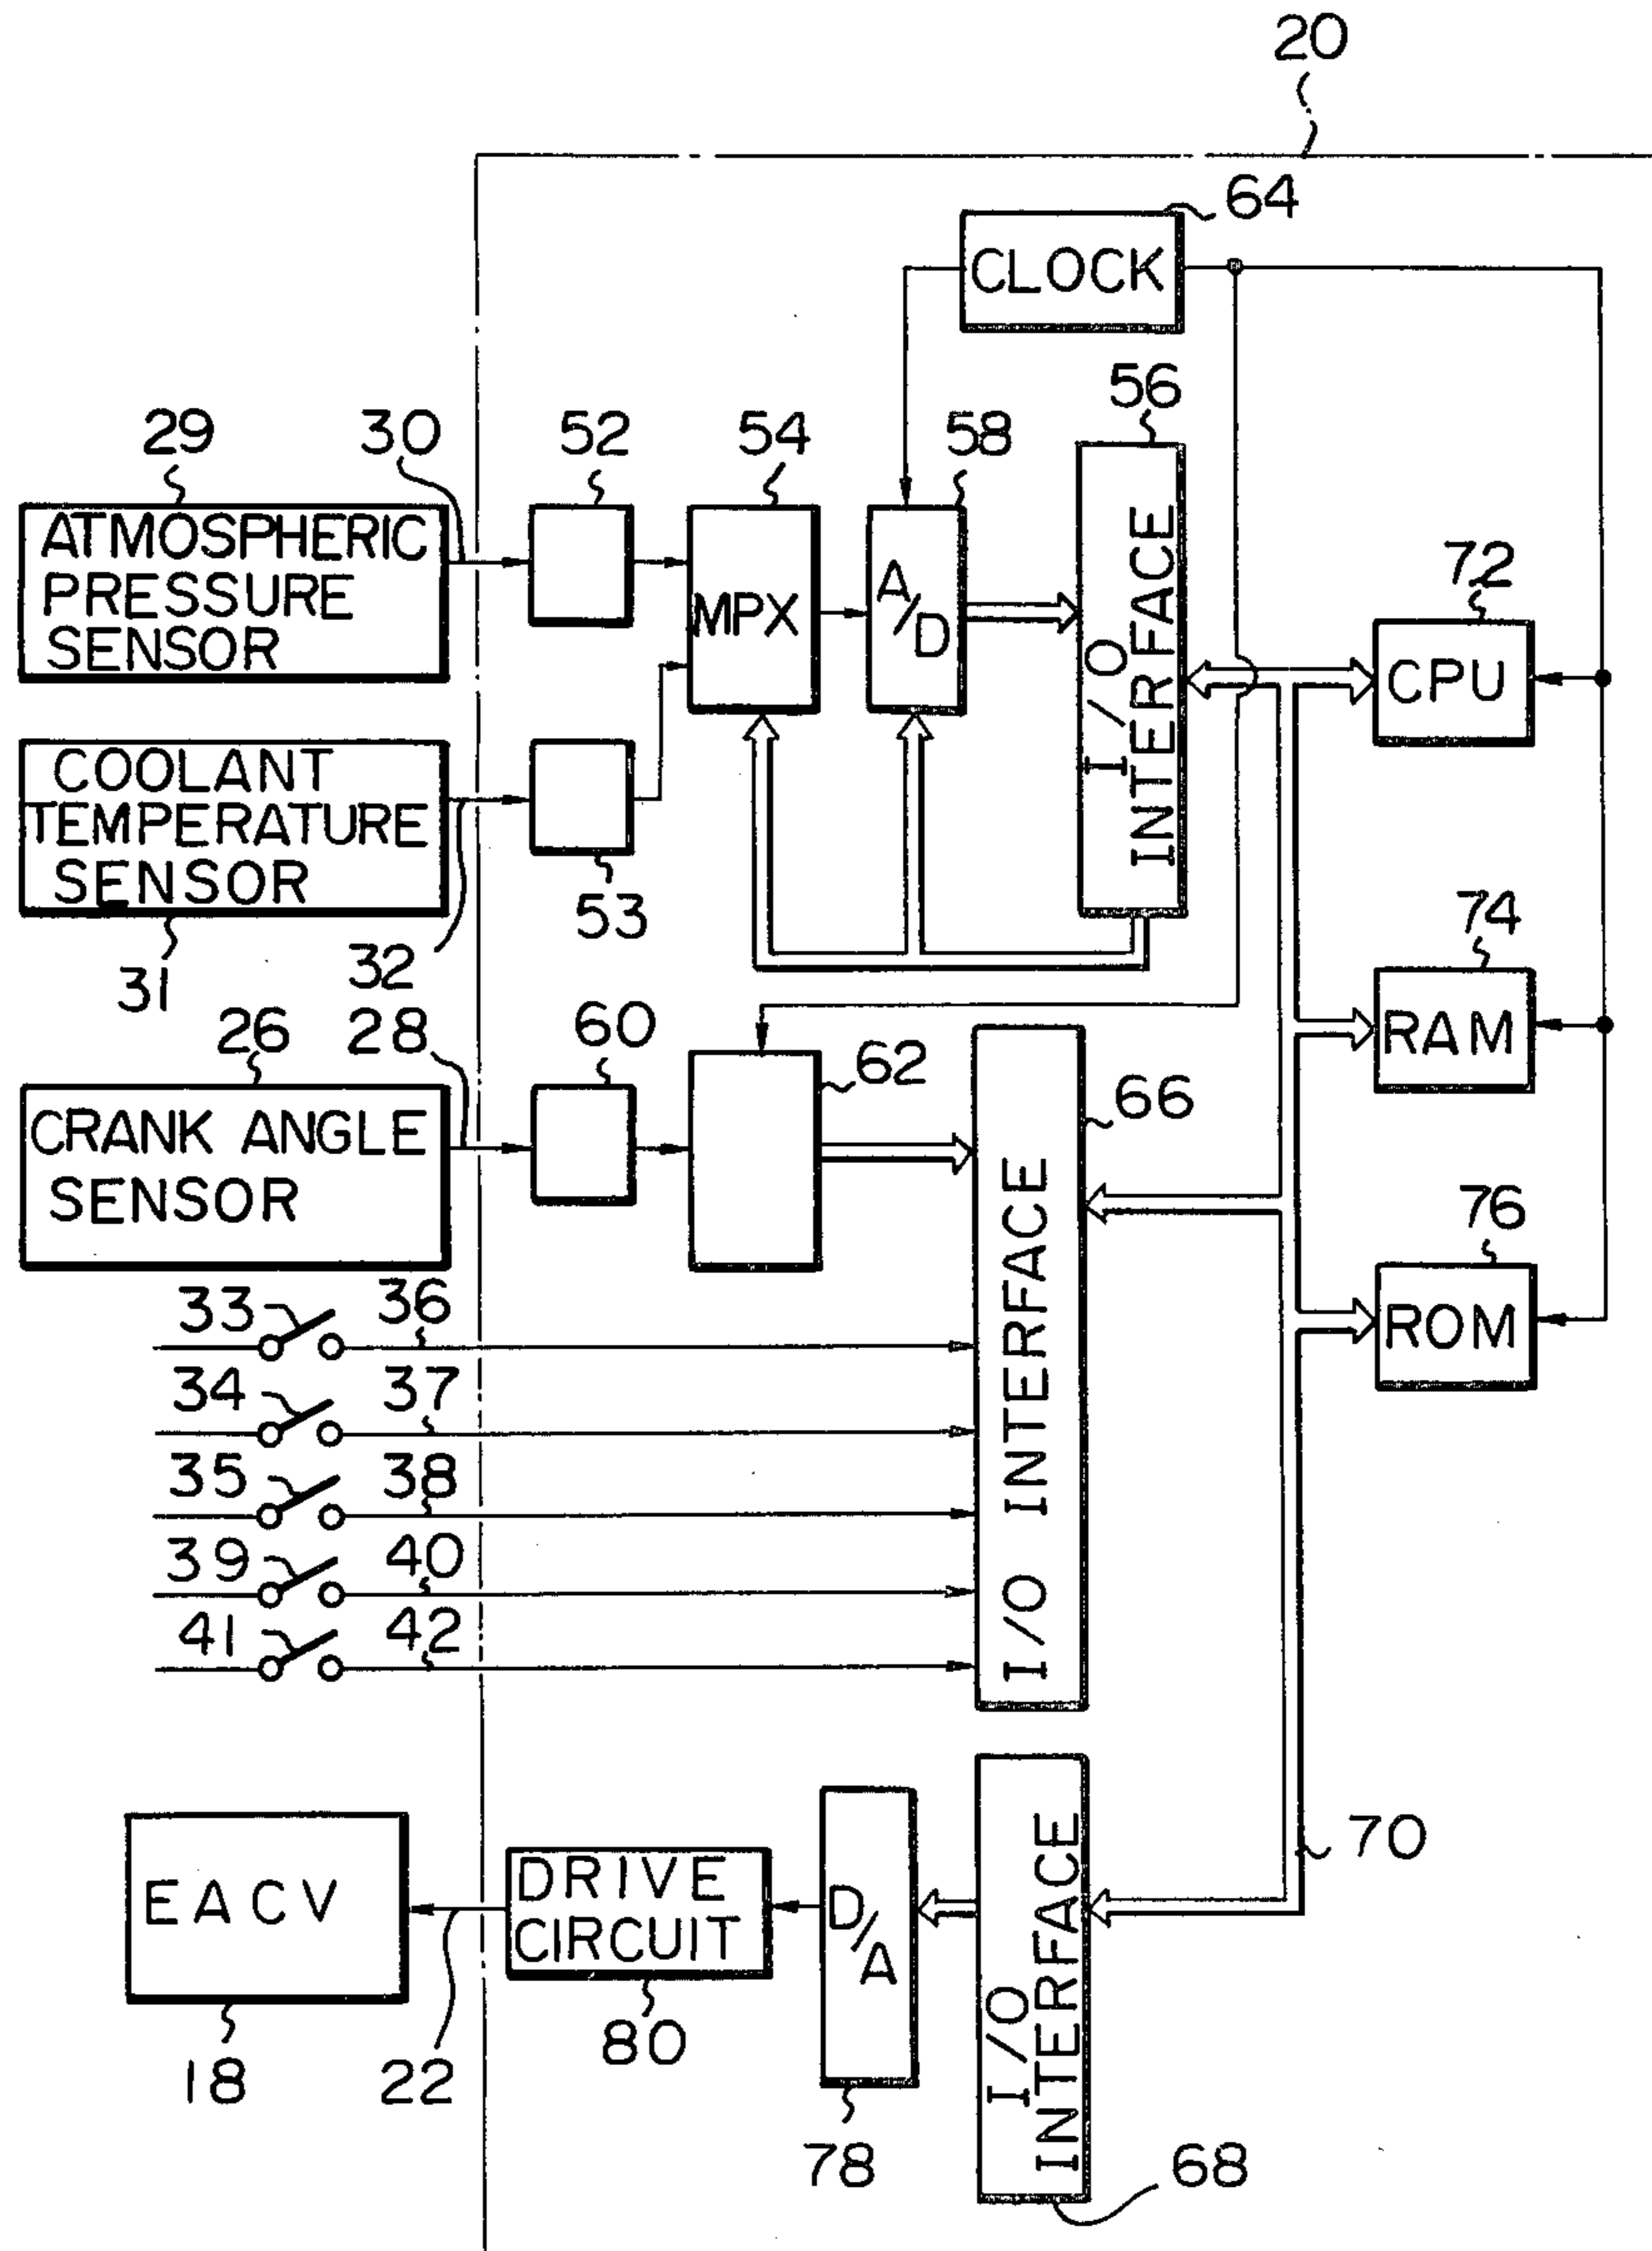 20
64
CLOCK
56
29
30
52
54
58
ATMOSPHERIC
PRESSURE
SENSOR
MPX
A/D
I/O
INTERFACE
72
CPU
COOLANT
TEMPERATURE
SENSOR
53
31
32
74
RAM
26
28
60
62
66
CRANK ANGLE
SENSOR
I/O INTERFACE
76
ROM
33
36
34
37
35
38
39
40
41
42
70
EACV
DRIVE
CIRCUIT
D/A
I/O
INTERFACE
18
22
80
78
68